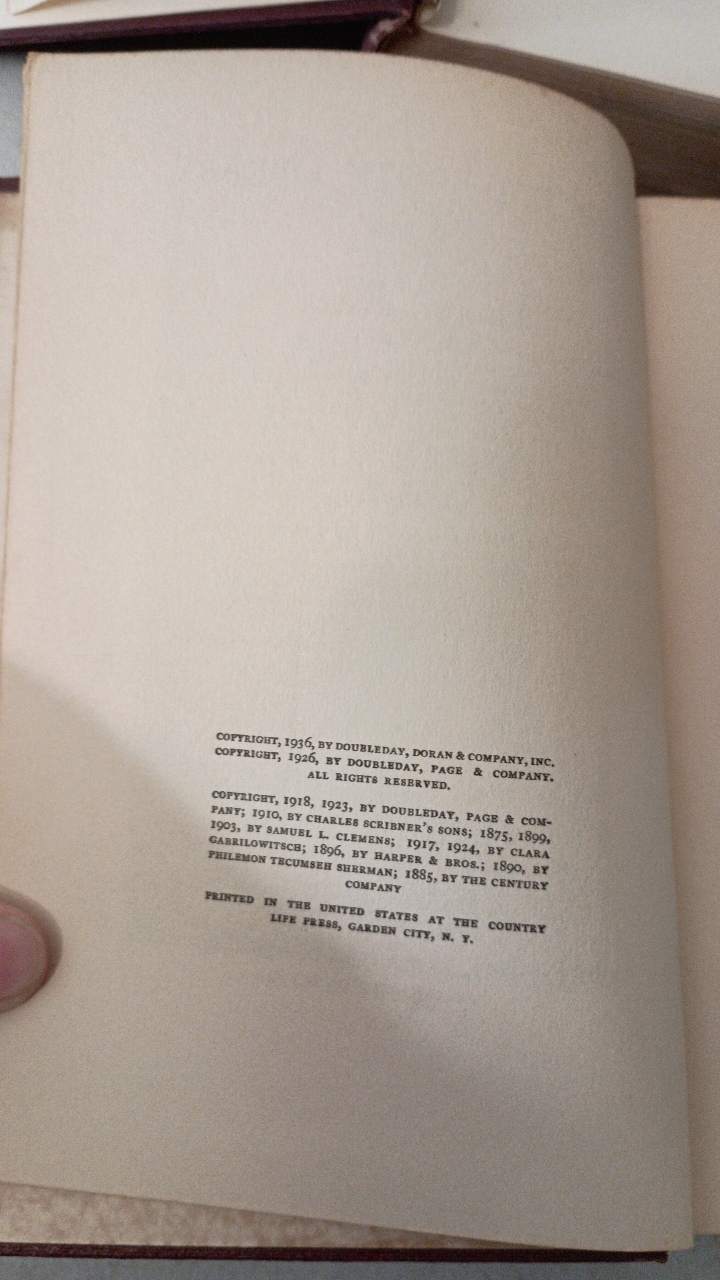 COPYRIGHT, 1936, BY DOUBLEDAY, DORAN & COMPANY, INC.
COPYRIGHT, 1926, BY DOUBLEDAY, PAGE & COMPANY.
ALL RIGHTS RESERVED.
COPYRIGHT, 1918, 1923, BY DOUBLEDAY, PAGE & COM-
PANY; 1910, BY CHARLES SCRIBNER'S SONS; 1875, 1899,
1903, BY SAMUEL L. CLEMENS; 1917, 1924, BY CLARA
GABRILOWITSCH; 1896, BY HARPER & BROS.; 1890, BY
PHILEMON TECUMSEH SHERMAN; 1885, BY THE CENTURY
COMPANY
PRINTED IN THE UNITED STATES AT THE COUNTRY
LIFE PRESS, GARDEN CITY, N. Y.